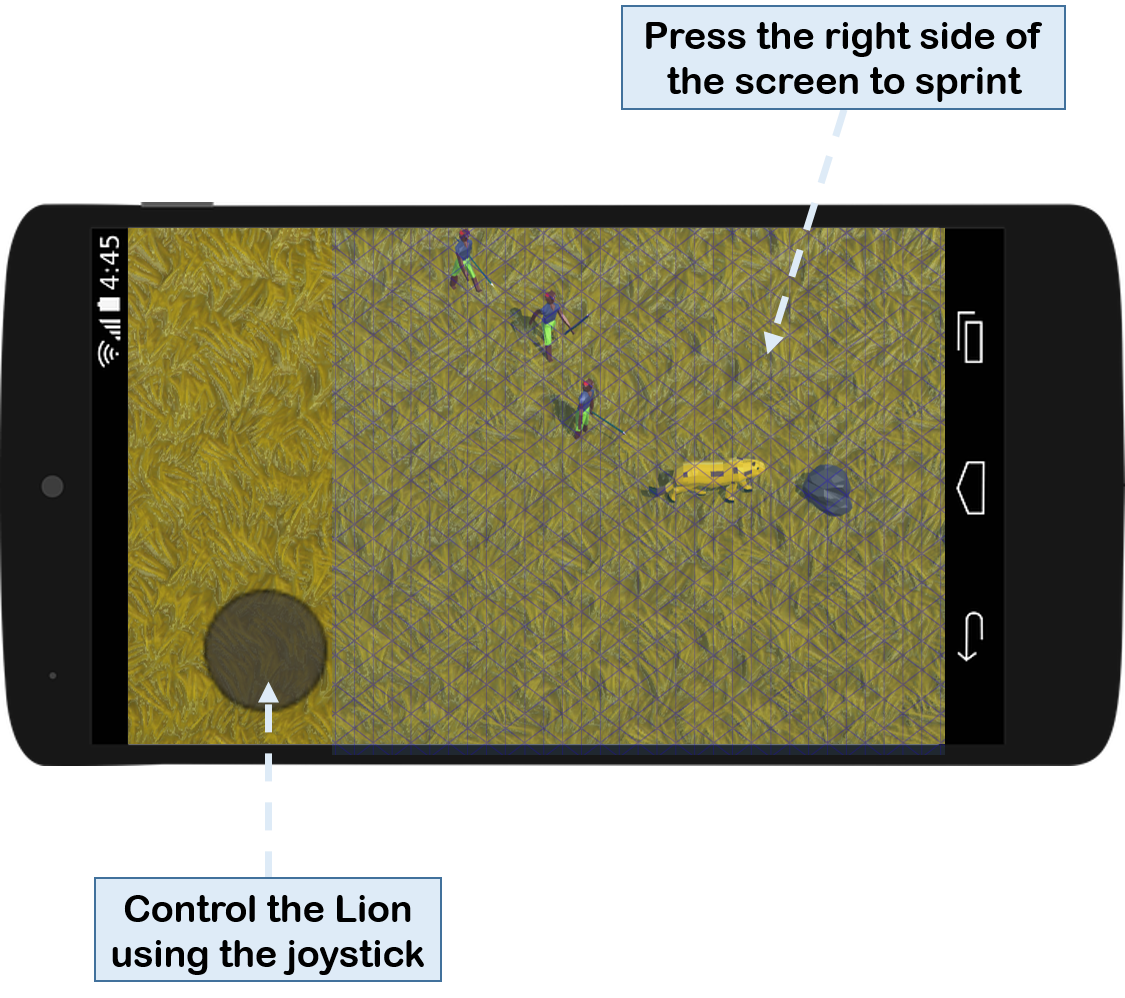 Press the right side of
the screen to sprint
4:45
Control the Lion
using the joystick